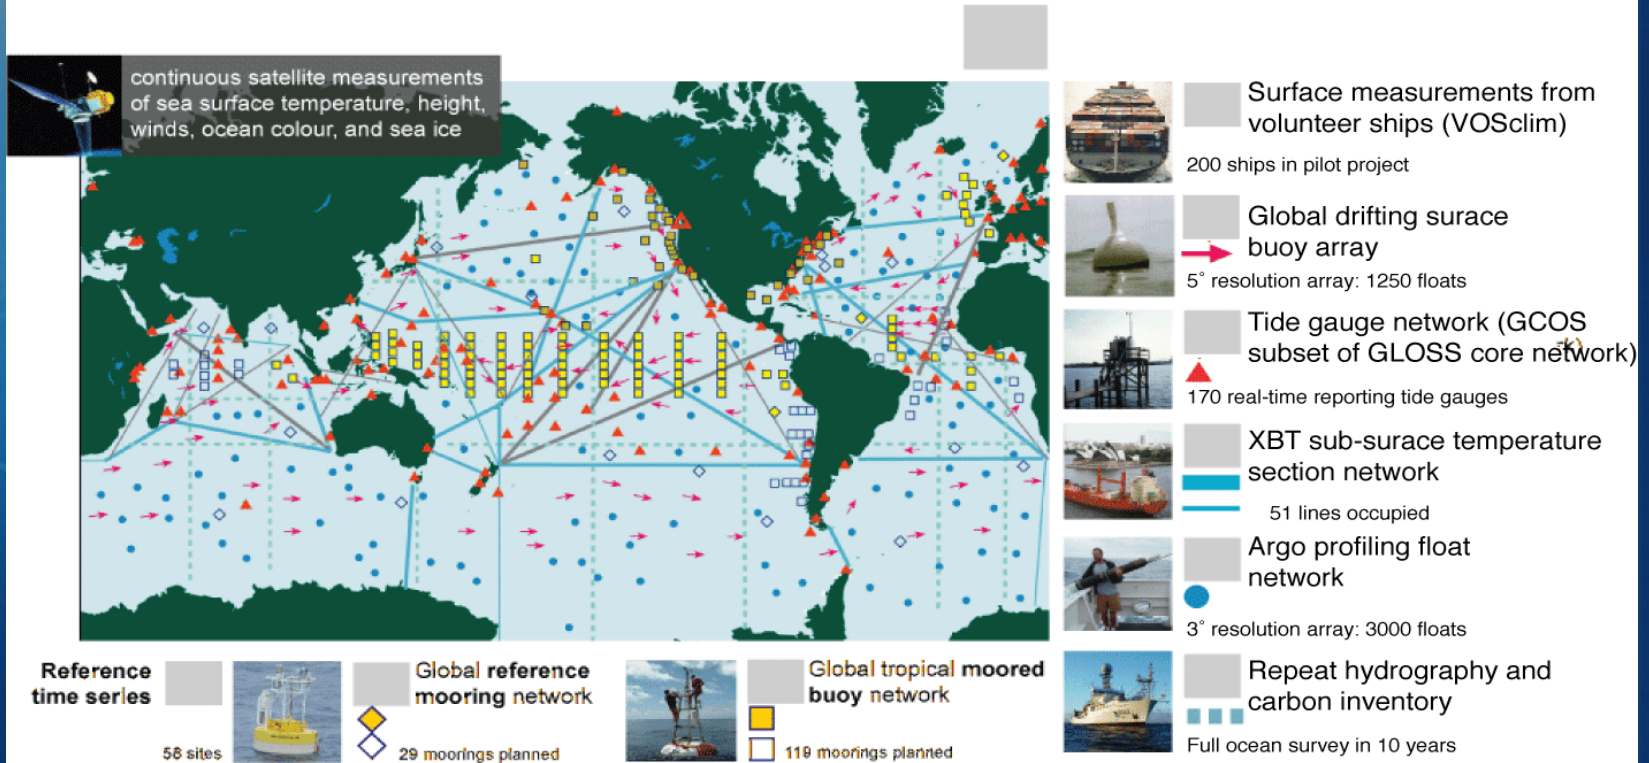 continuous satellite measurements
of sea surface temperature, height,
winds, ocean colour, and sea ice
Surface measurements from
volunteer ships (VOSclim)
200 ships in pilot project
Global drifting surace
buoy array
5° resolution array: 1250 floats
Tide gauge network (GCOS
subset of GLOSS core network)
170 real-time reporting tide gauges
XBT sub-surace temperature
section network
51 lines occupied
Argo profiling float
network
3° resolution array: 3000 floats
Repeat hydrography and
carbon inventory
Full ocean survey in 10 years
Reference
time series
58 sites
Global reference
mooring network
29 moorings planned
Global tropical moored
buoy network
119 moorings planned